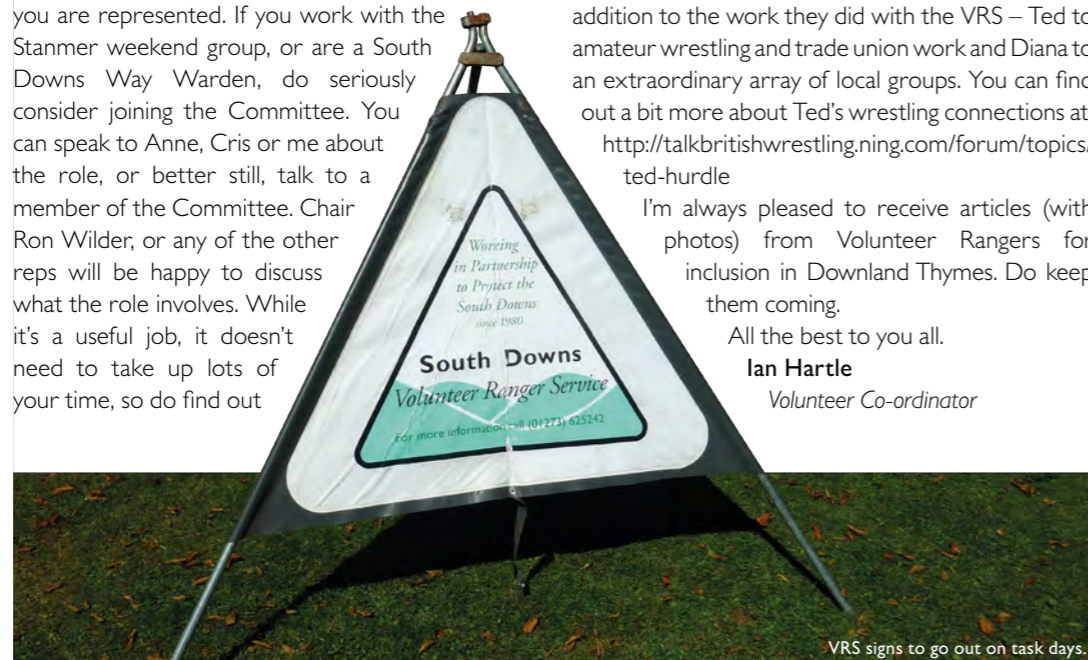 you are represented. If you work with the
Stanmer weekend group, or are a South
Downs Way Warden, do seriously
consider joining the Committee. You
can speak to Anne, Cris or me about
the role, or better still, talk to a
member of the Committee. Chair
Ron Wilder, or any of the other
reps will be happy to discuss
what the role involves. While
it's a useful job, it doesn't
need to take up lots of
your time, so do find out
addition to the work they did with the VRS – Ted to
amateur wrestling and trade union work and Diana to
an extraordinary array of local groups. You can find
out a bit more about Ted's wrestling connections at
http://talkbritishwrestling.ning.com/forum/topics/
ted-hurdle
I'm always pleased to receive articles (with
photos) from Volunteer Rangers for
inclusion in Downland Thymes. Do keep
them coming.
All the best to you all.
Ian Hartle
Volunteer Co-ordinator
Working
in Partnership
to Protect the
South Downs
since 1980
South Downs
Volunteer Ranger Service
For more information call (01273) 625242
VRS signs to go out on task days.